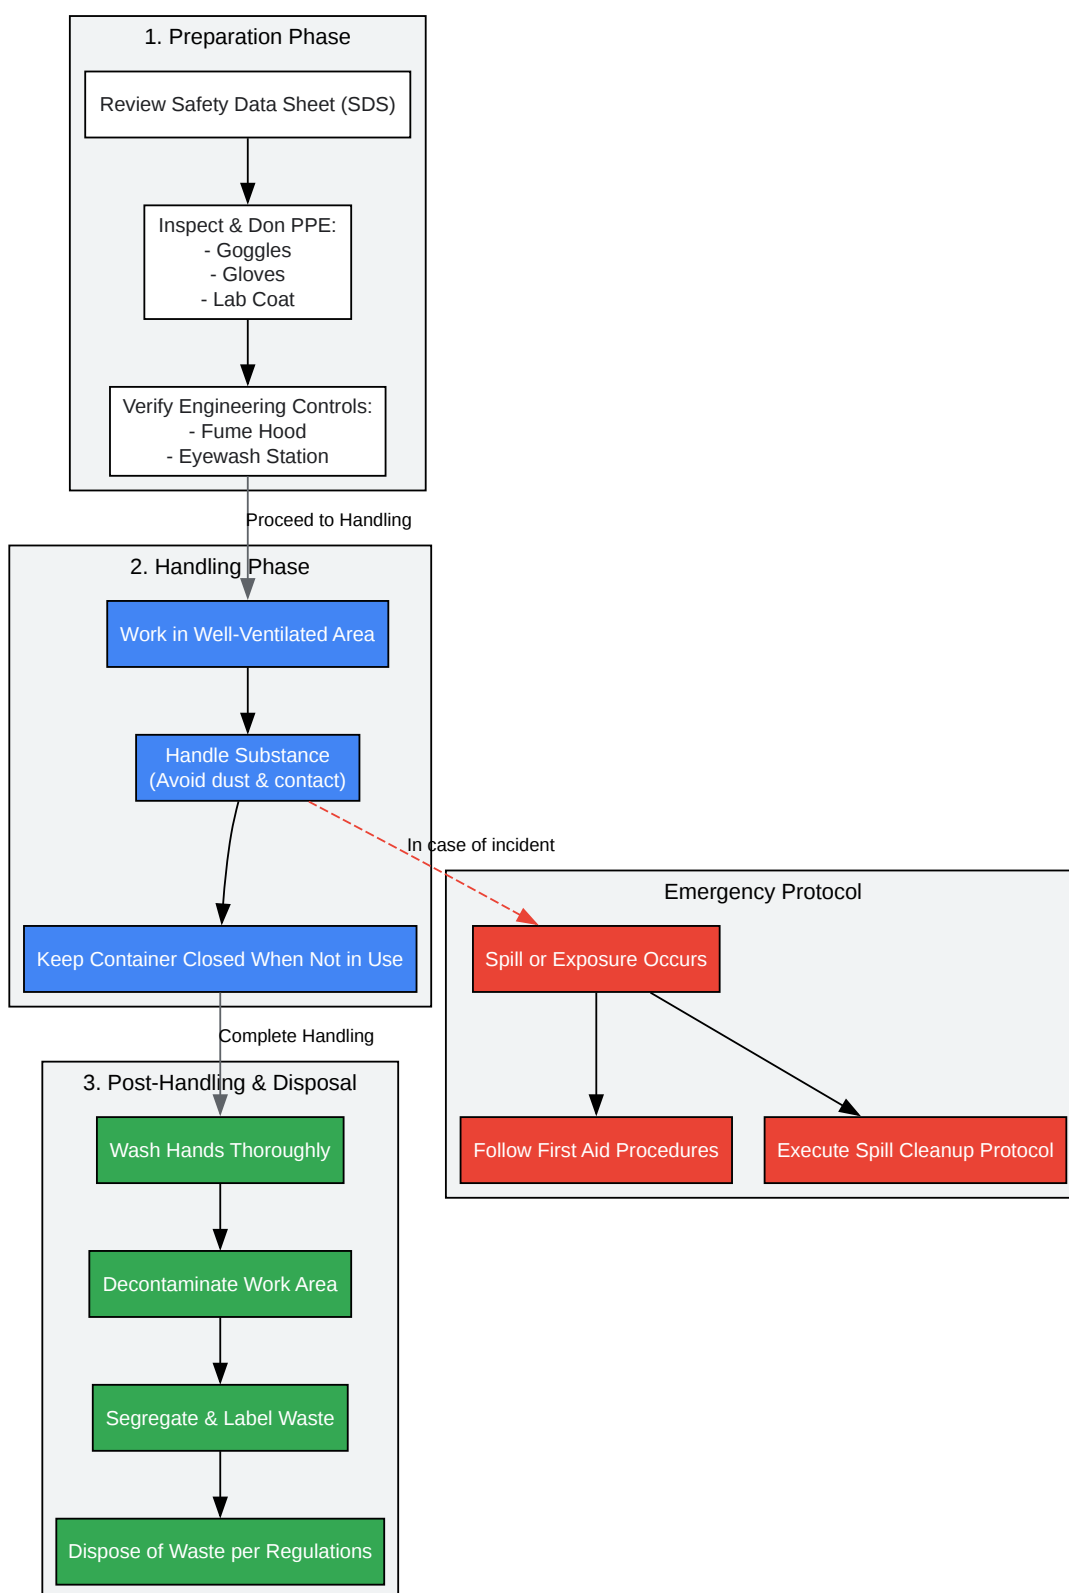 1. Preparation Phase
Review Safety Data Sheet (SDS)
Inspect & Don PPE:
- Goggles
- Gloves
- Lab Coat
Verify Engineering Controls:
- Fume Hood
- Eyewash Station
Proceed to Handling
2. Handling Phase
Work in Well-Ventilated Area
Handle Substance
(Avoid dust & contact)
In case of incident
Keep Container Closed When Not in Use
Emergency Protocol
Spill or Exposure Occurs
Follow First Aid Procedures
Execute Spill Cleanup Protocol
Complete Handling
3. Post-Handling & Disposal
Wash Hands Thoroughly
Decontaminate Work Area
Segregate & Label Waste
Dispose of Waste per Regulations